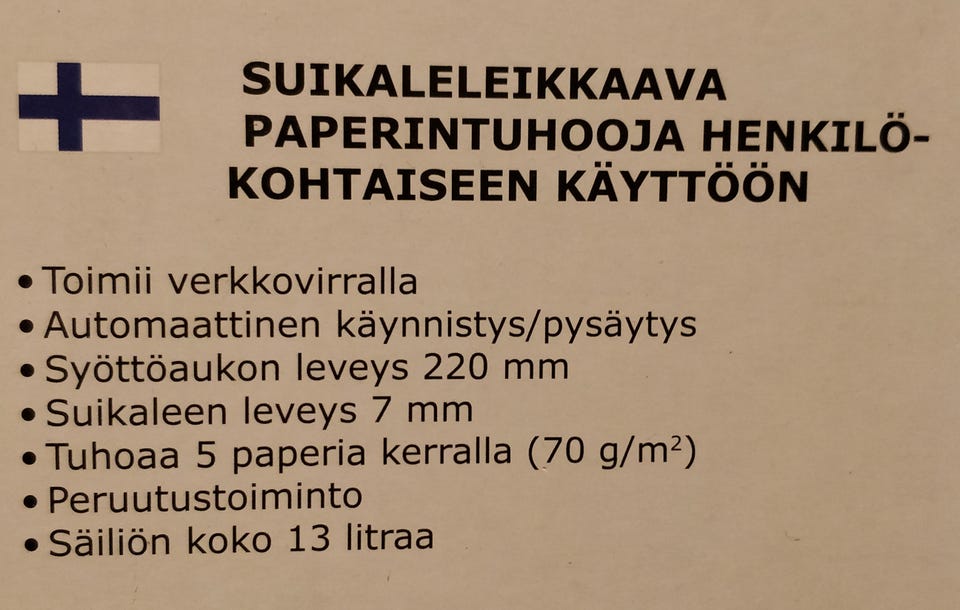 SUIKALELEIKKAAVA
PAPERINTUHOOJA HENKILÖ-
KOHTAISEEN KÄYTTÖÖN
• Toimii verkkovirralla
• Automaattinen käynnistys/pysäytys
• Syöttöaukon leveys 220 mm
• Suikaleen leveys 7 mm
• Tuhoaa 5 paperia kerralla (70 g/m²)
• Peruutustoiminto
• Säiliön koko 13 litraa